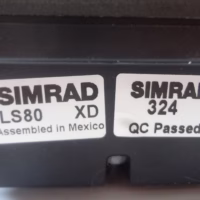 SIMRAD
LS80 XD
Assembled in Mexico
SIMRAD
324
QC Passed